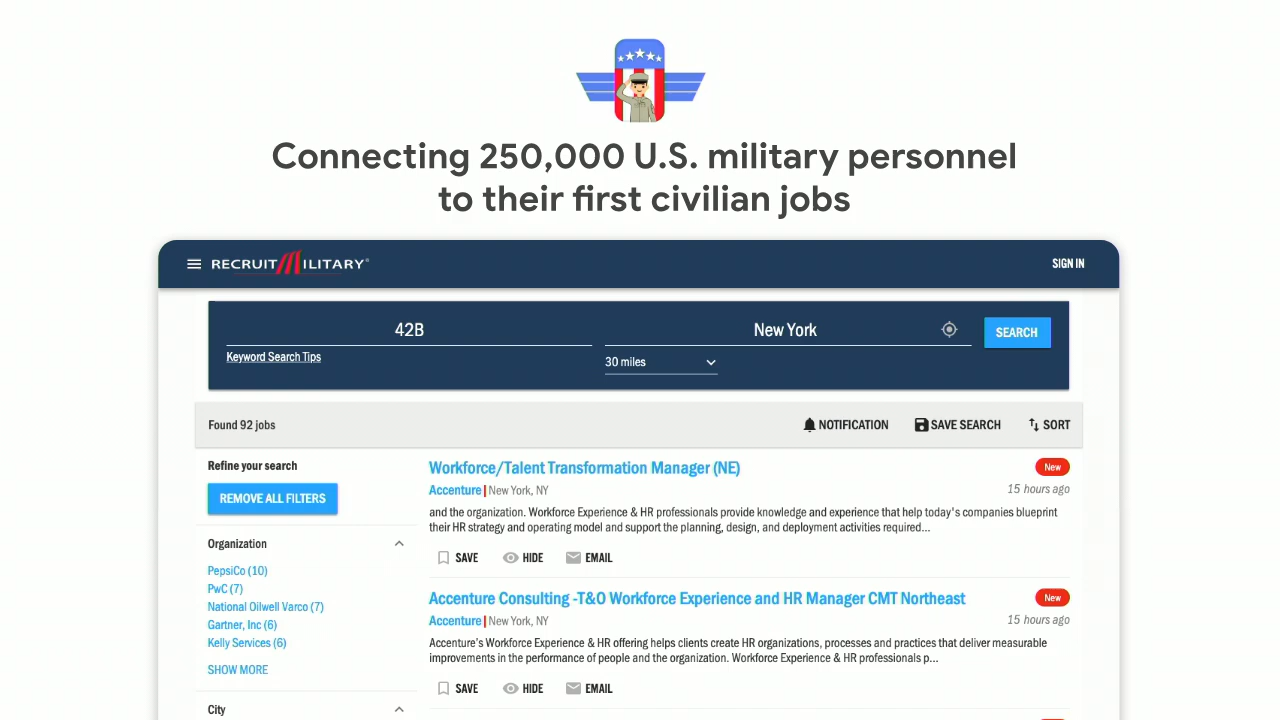 Connecting 250,000 U.S. military personnel
to their first civilian jobs
RECRUIT MILITARY®
SIGN IN
42B
New York
SEARCH
Keyword Search Tips
30 miles
Found 92 jobs
NOTIFICATION
SAVE SEARCH
SORT
Refine your search
REMOVE ALL FILTERS
Organization
PepsiCo (10)
PwC (7)
National Oilwell Varco (7)
Gartner, Inc (6)
Kelly Services (6)
SHOW MORE
City
Workforce/Talent Transformation Manager (NE)
New
Accenture | New York, NY
15 hours ago
and the organization. Workforce Experience & HR professionals provide knowledge and experience that help today's companies blueprint
their HR strategy and operating model and support the planning, design, and deployment activities required...
SAVE HIDE EMAIL
Accenture Consulting -T&O Workforce Experience and HR Manager CMT Northeast
New
Accenture | New York, NY
15 hours ago
Accenture's Workforce Experience & HR offering helps clients create HR organizations, processes and practices that deliver measurable
improvements in the performance of people and the organization. Workforce Experience & HR professionals p...
SAVE HIDE EMAIL